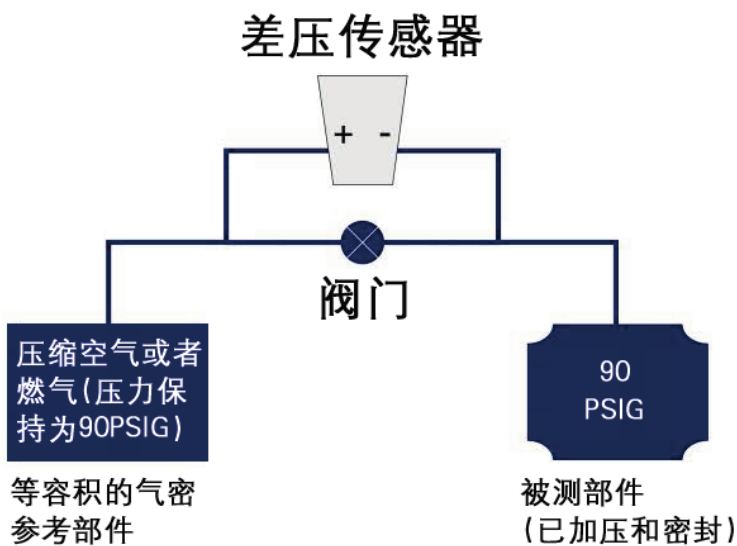 差压传感器
+ -
阀门
压缩空气或者
燃气(压力保
持为90PSIG)
90
PSIG
等容积的气密
参考部件
被测部件
(已加压和密封)